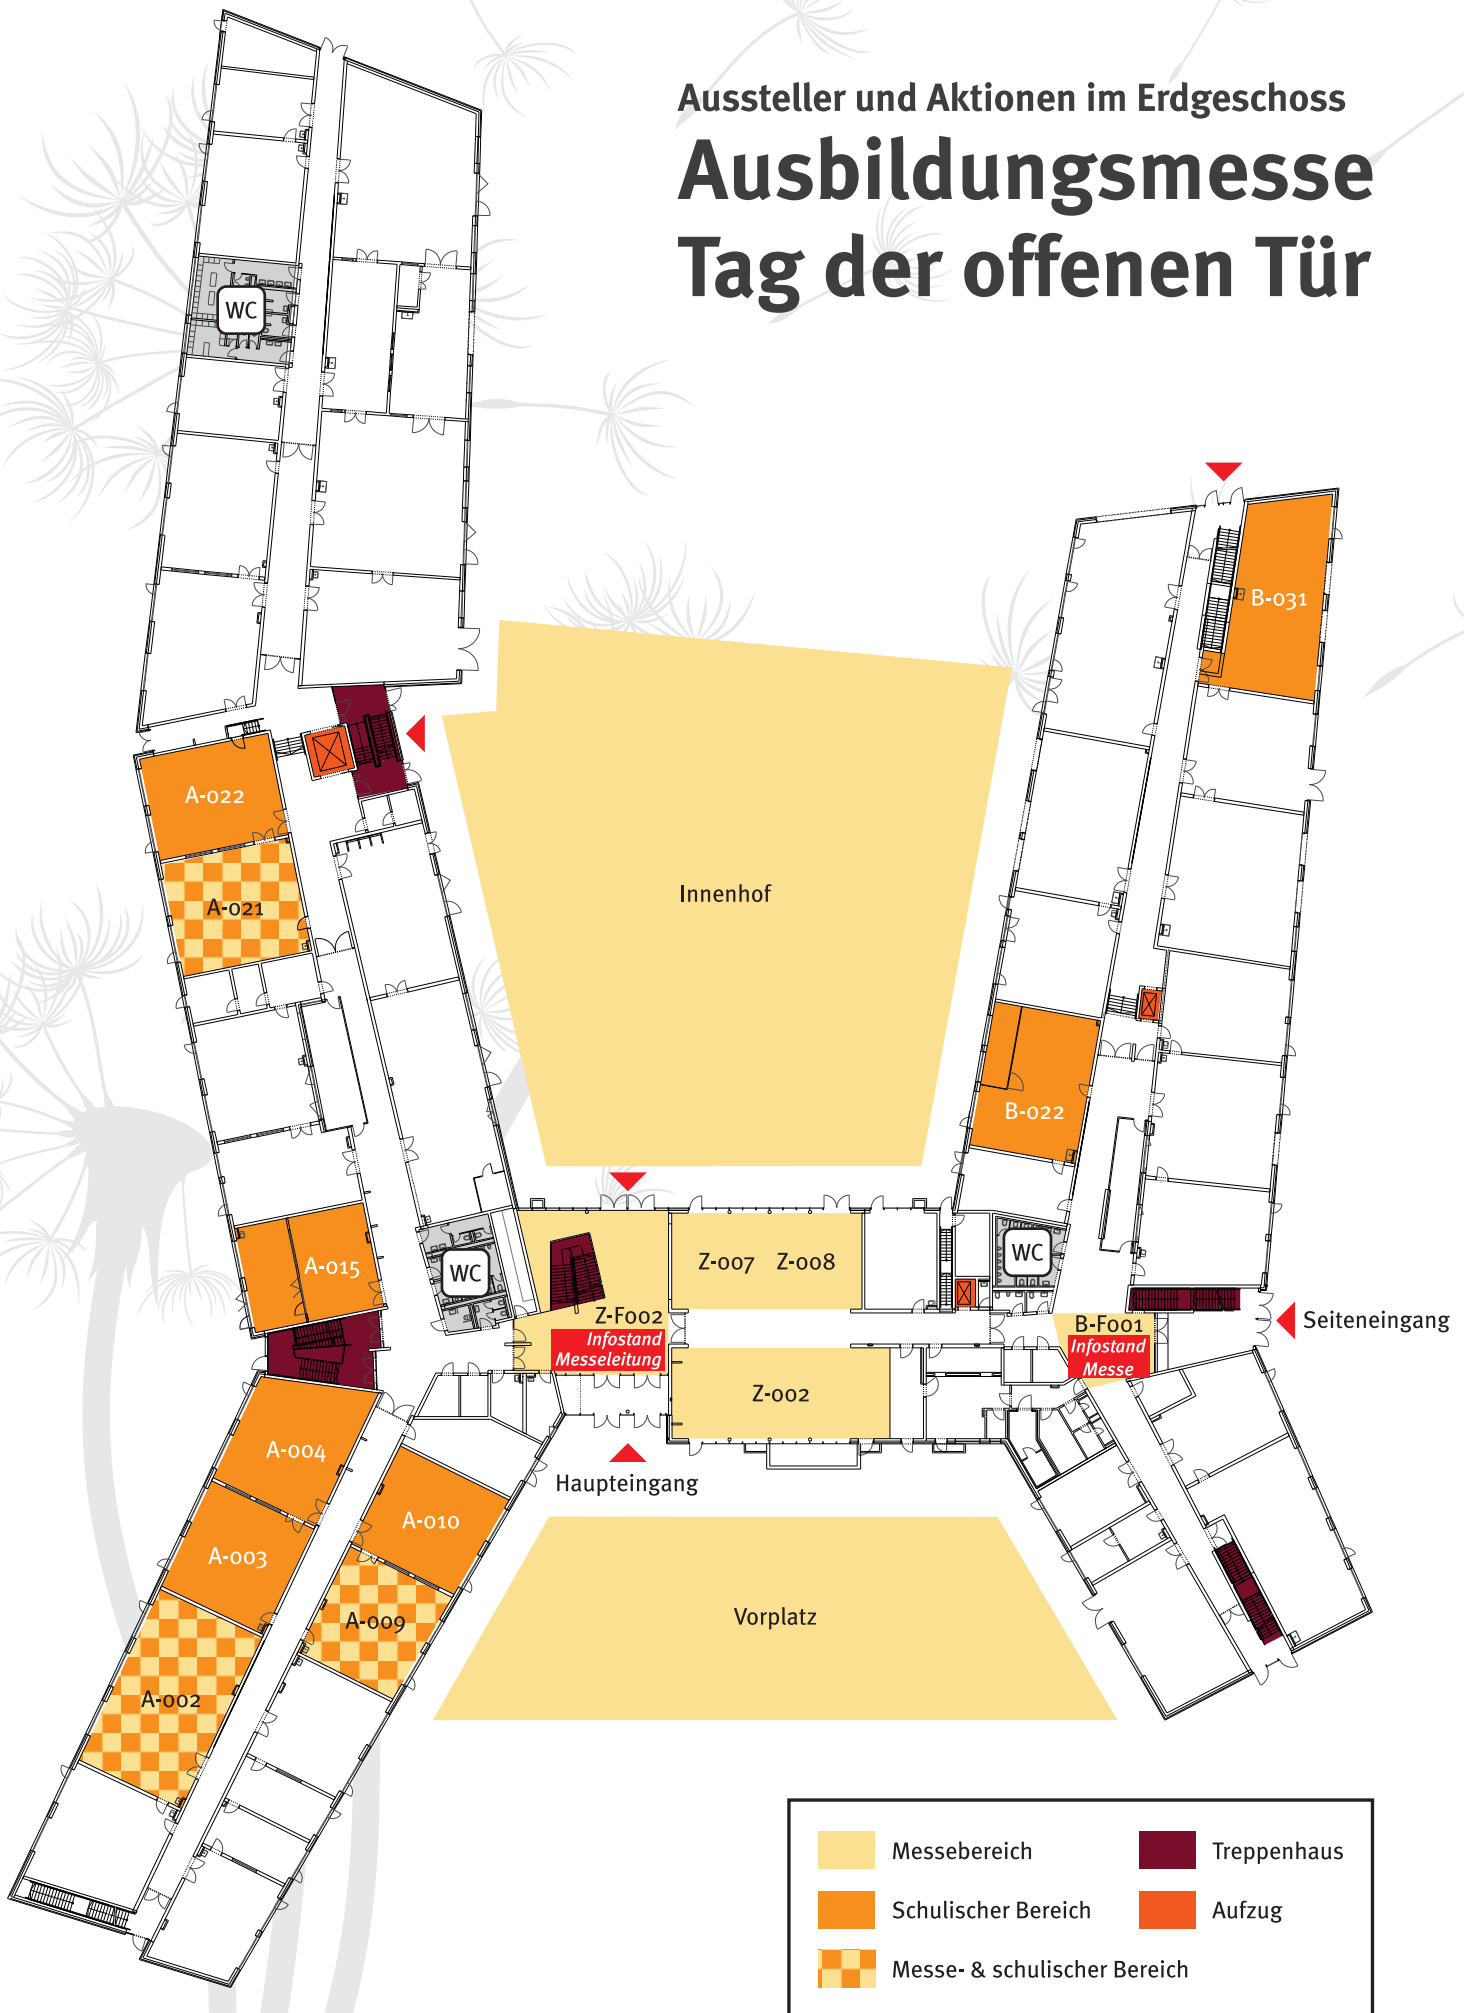 Aussteller und Aktionen im Erdgeschoss
Ausbildungsmesse
Tag der offenen Tür
WC
B-031
A-022
A-021
Innenhof
B-022
A-015
WC
Z-007
Z-008
WC
Z-F002
Infostand
Messeleitung
B-F001
Infostand
Messe
Seiteneingang
Z-002
A-004
Haupteingang
A-010
A-003
A-009
Vorplatz
A-002
Messebereich
Treppenhaus
Schulischer Bereich
Aufzug
Messe- & schulischer Bereich